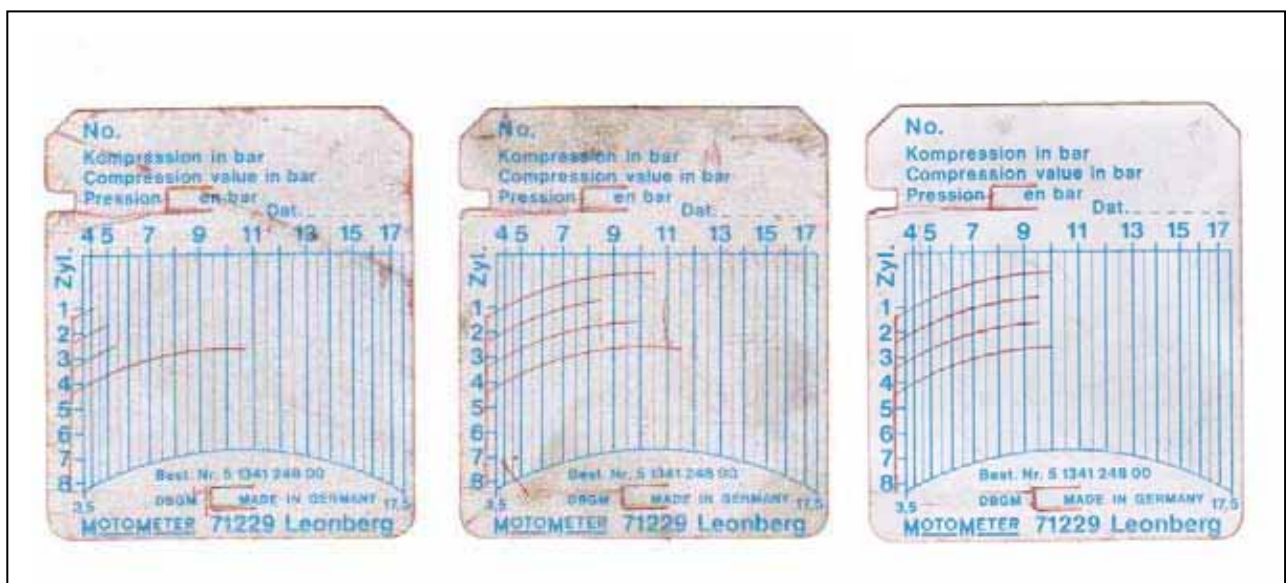 No.
Kompression in bar
Compression value in bar
Pression en bar
Dat.
4 5 7 9 11 13 15 17
Zyl.
1
2
3
4
5
6
7
8
Best. Nr. 5 1341 248 00
3,5 DBGM MADE IN GERMANY 17,5
MOTOMETER 71229 Leonberg
No.
Kompression in bar
Compression value in bar
Pression en bar
Dat.
4 5 7 9 11 13 15 17
Zyl.
1
2
3
4
5
6
7
8
Best. Nr. 5 1341 248 00
3,5 DBGM MADE IN GERMANY 17,5
MOTOMETER 71229 Leonberg
No.
Kompression in bar
Compression value in bar
Pression en bar
Dat.
4 5 7 9 11 13 15 17
Zyl.
1
2
3
4
5
6
7
8
Best. Nr. 5 1341 248 00
3,5 DBGM MADE IN GERMANY 17,5
MOTOMETER 71229 Leonberg